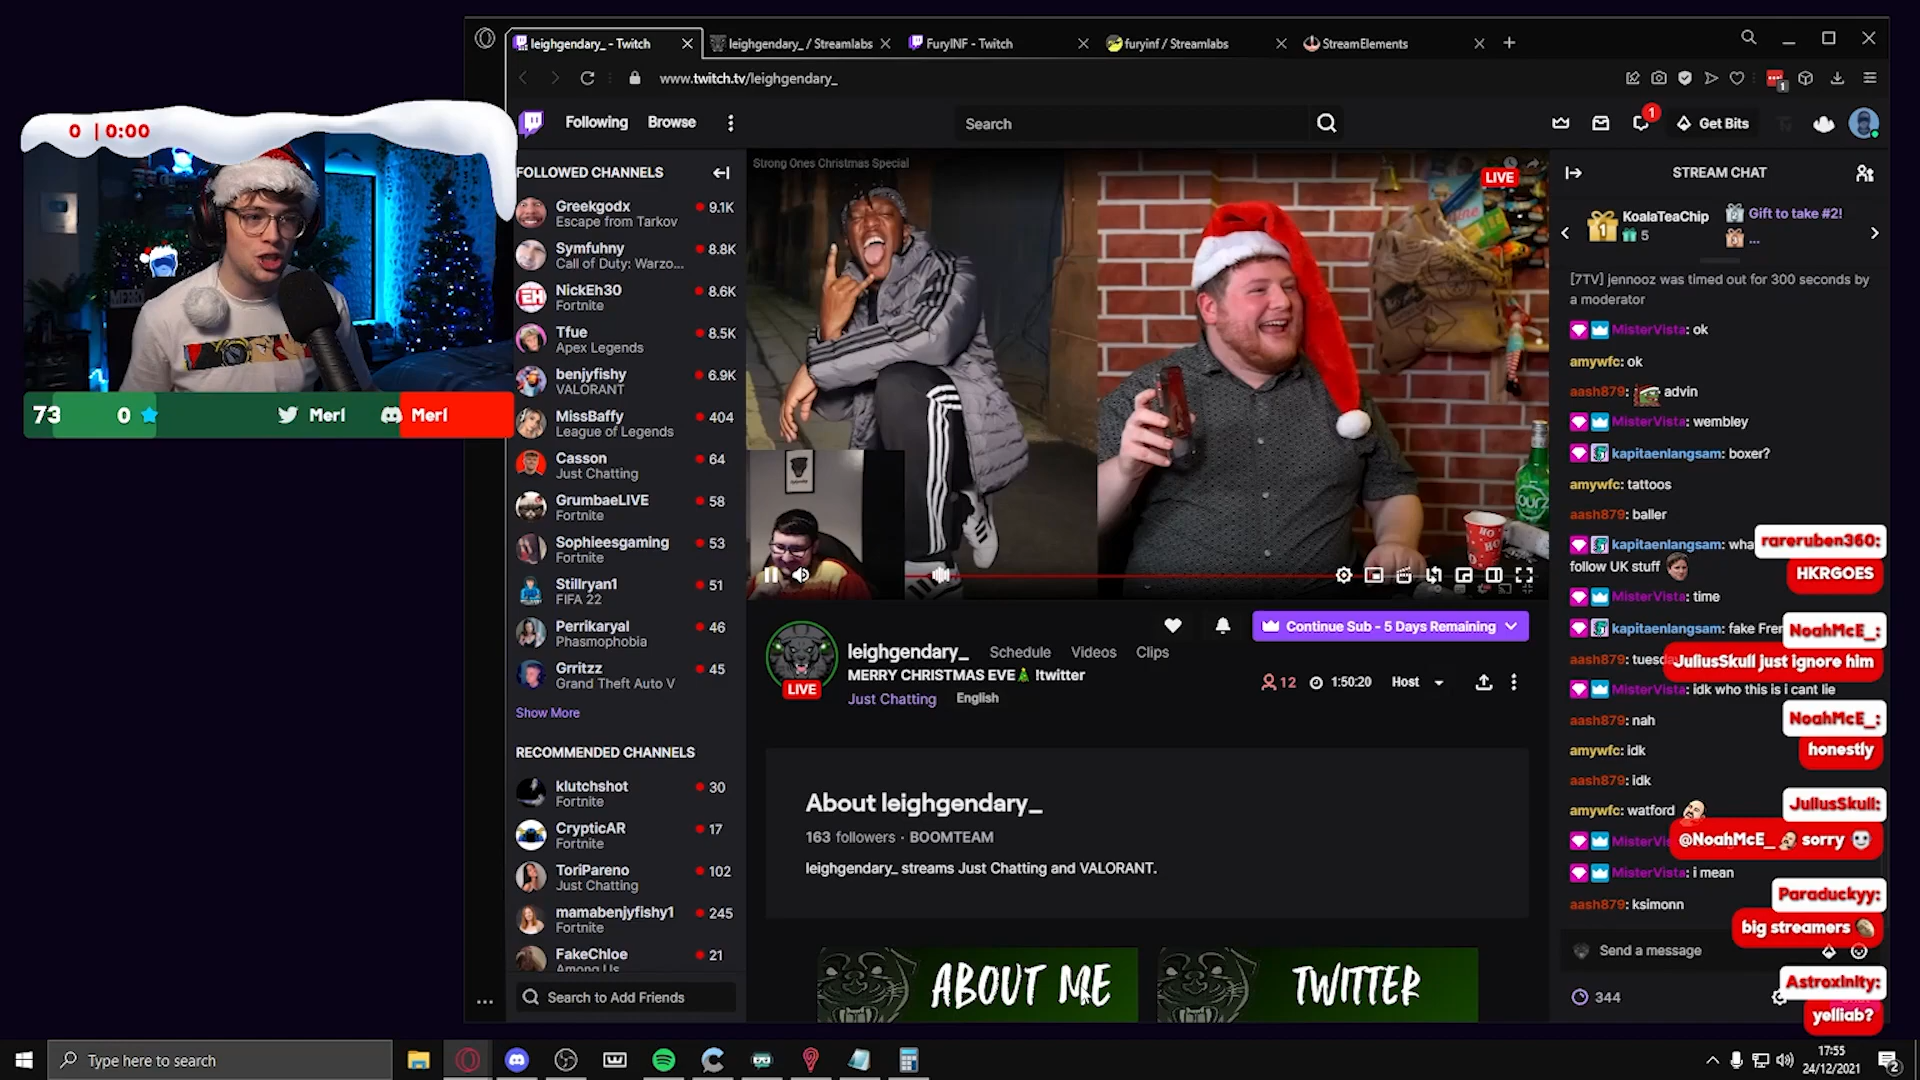 leighgendary_ - Twitch
leighgendary_ / Streamlabs
FuryINF - Twitch
furyinf / Streamlabs
StreamElements
www.twitch.tv/leighgendary_
1
Following
Browse
Search
1
Get Bits
0 | 0:00
73
0
Merl
Merl
FOLLOWED CHANNELS
Greekgodx
9.1K
Escape from Tarkov
Symfuhny
8.8K
Call of Duty: Warzo...
NickEh30
8.6K
Fortnite
Tfue
8.5K
Apex Legends
benjyfishy
6.9K
VALORANT
MissBaffy
404
League of Legends
Casson
64
Just Chatting
GrumbaeLIVE
58
Fortnite
Sophieesgaming
53
Fortnite
Stillryan1
51
FIFA 22
Perrikaryal
46
Phasmophobia
Grritzz
45
Grand Theft Auto V
Show More
RECOMMENDED CHANNELS
klutchshot
30
Fortnite
CrypticAR
17
Fortnite
ToriPareno
102
Just Chatting
mamabenjyfishy1
245
Fortnite
FakeChloe
21
Among Us
Search to Add Friends
Strong Ones Christmas Special
LIVE
LIVE
leighgendary_
Schedule
Videos
Clips
Continue Sub - 5 Days Remaining
MERRY CHRISTMAS EVE🎄 !twitter
Just Chatting
English
12
1:50:20
Host
About leighgendary_
163 followers · BOOMTEAM
leighgendary_ streams Just Chatting and VALORANT.
ABOUT ME
TWITTER
STREAM CHAT
1
KoalaTeaChip
5
Gift to take #2!
...
[7TV] jennooz was timed out for 300 seconds by
a moderator
MisterVista: ok
amywfc: ok
aash879: advin
MisterVista: wembley
kapitaenlangsam: boxer?
amywfc: tattoos
aash879: baller
kapitaenlangsam:
follow UK stuff
MisterVista: time
kapitaenlangsam: fake
aash879:
MisterVista: idk who this is i cant lie
aash879: nah
amywfc: idk
aash879: idk
amywfc: watford
MisterVista: i mean
aash879: ksimonn
rareruben360:
HKRGOES
NoahMcE_:
JuliusSkull just ignore him
NoahMcE_:
honestly
JuliusSkull:
@NoahMcE_ sorry
Paraduckyy:
big streamers
Astroxinity:
yelliab?
Send a message
344
Type here to search
17:55
24/12/2021
2